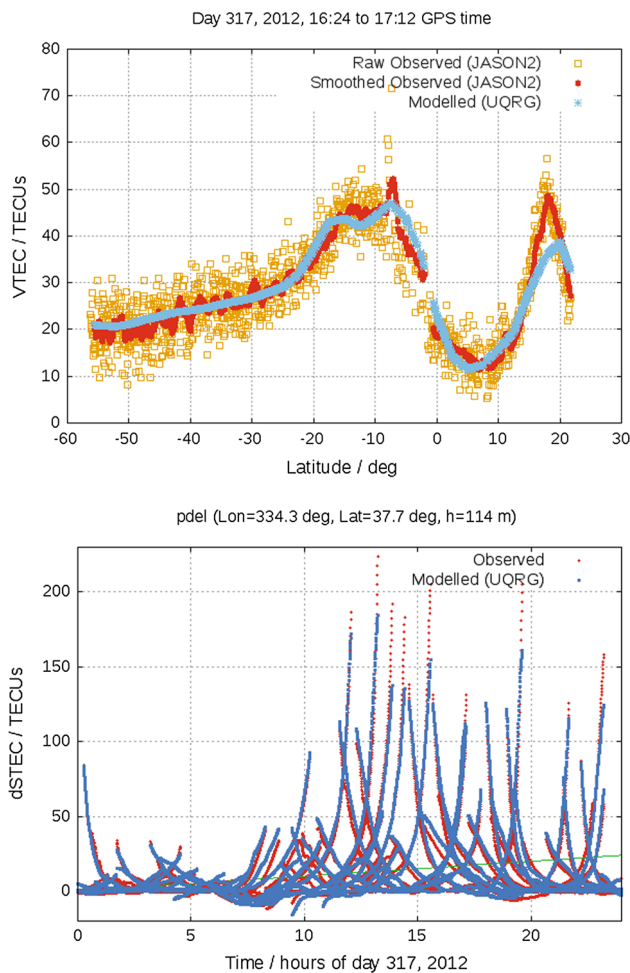 Day 317, 2012, 16:24 to 17:12 GPS time
Raw Observed (JASON2)
Smoothed Observed (JASON2)
Modelled (UQRG)
VTEC / TECUs
80
70
60
50
40
30
20
10
0
-60 -50 -40 -30 -20 -10 0 10 20 30
Latitude / deg
pdel (Lon=334.3 deg, Lat=37.7 deg, h=114 m)
Observed
Modelled (UQRG)
dSTEC / TECUs
200
150
100
50
0
0 5 10 15 20
Time / hours of day 317, 2012